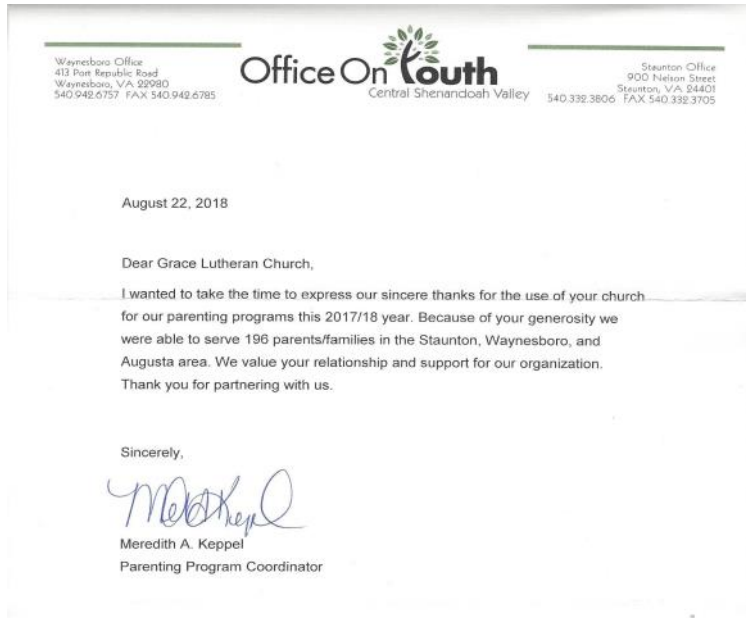 Waynesboro Office
413 Port Republic Road
Waynesboro, VA 22980
540.942.6757 FAX 540.942.6785
Office On Youth
Central Shenandoah Valley
Staunton Office
900 Nelson Street
Staunton, VA 24401
540.332.3806 FAX 540.332.3705
August 22, 2018
Dear Grace Lutheran Church,
I wanted to take the time to express our sincere thanks for the use of your church
for our parenting programs this 2017/18 year. Because of your generosity we
were able to serve 196 parents/families in the Staunton, Waynesboro, and
Augusta area. We value your relationship and support for our organization.
Thank you for partnering with us.
Sincerely,
Meredith A. Keppel
Parenting Program Coordinator